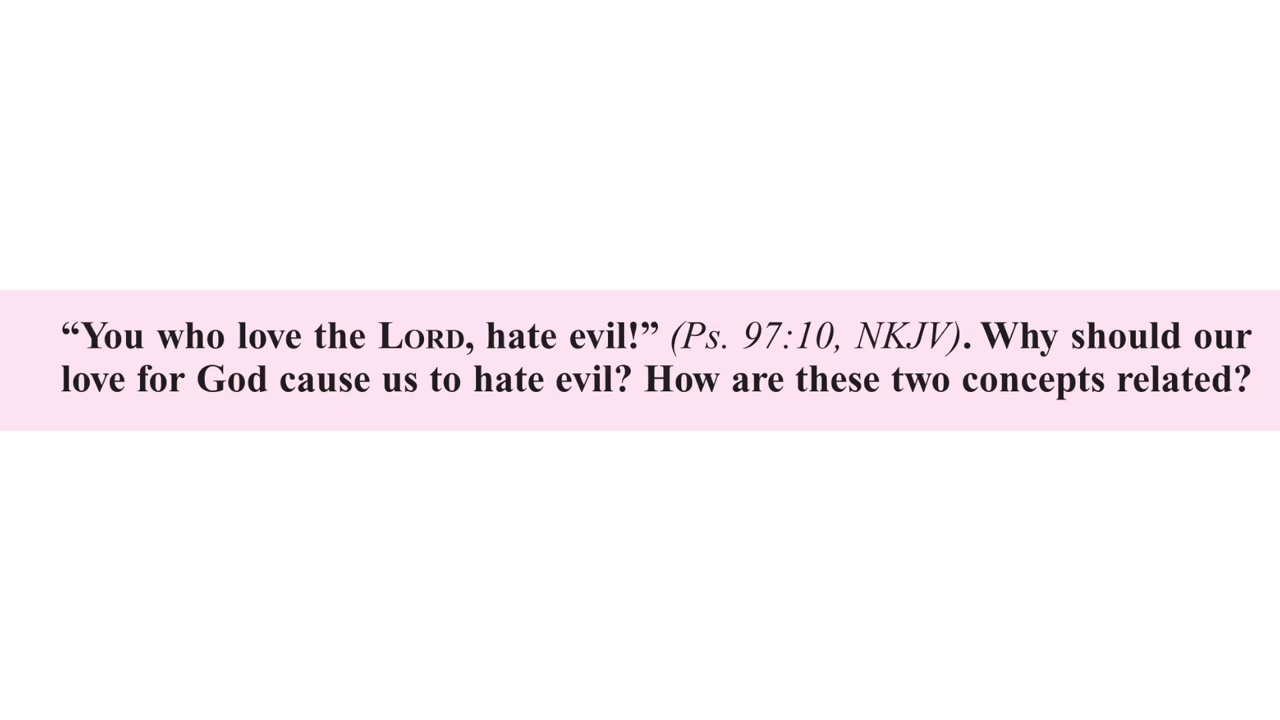 “You who love the LORD, hate evil!” (Ps. 97:10, NKJV). Why should our
love for God cause us to hate evil? How are these two concepts related?